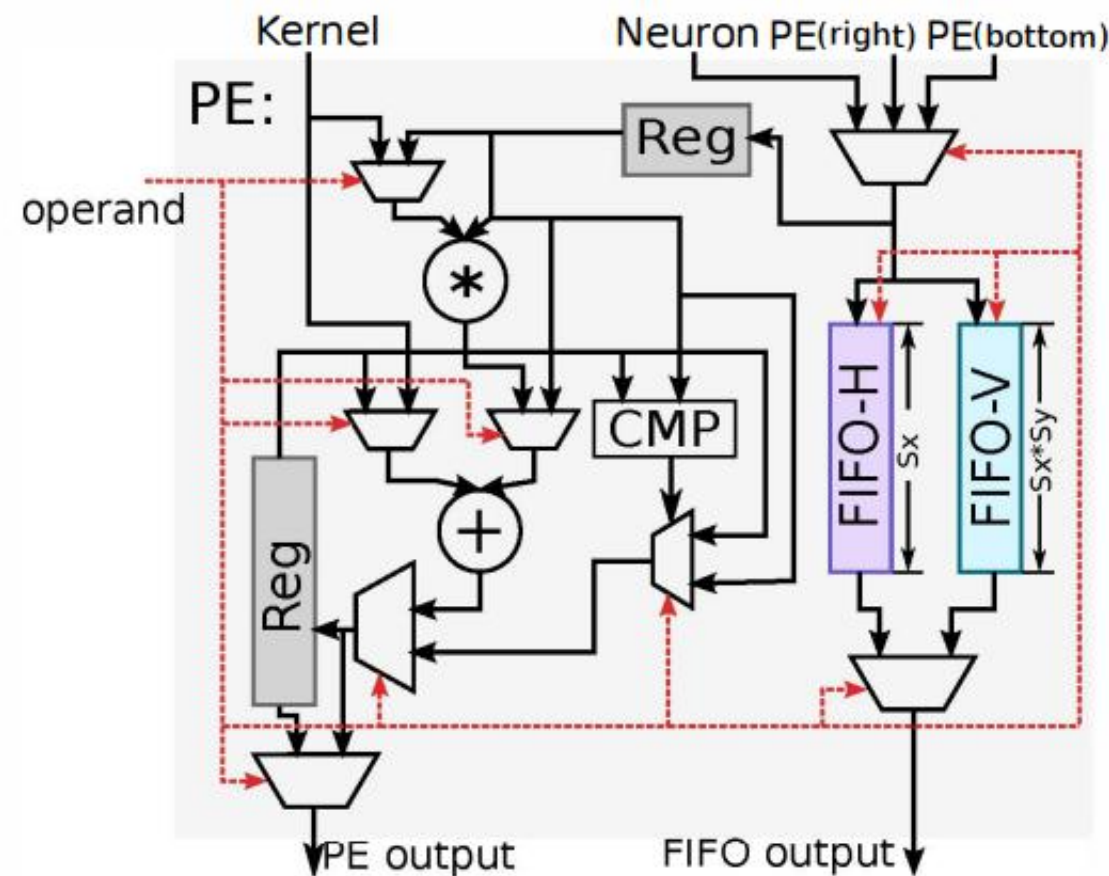 Kernel
Neuron PE(right) PE(bottom)
PE:
Reg
operand
*
FIFO-H
Sx
FIFO-V
Sx*Sy
CMP
+
Reg
PE output
FIFO output